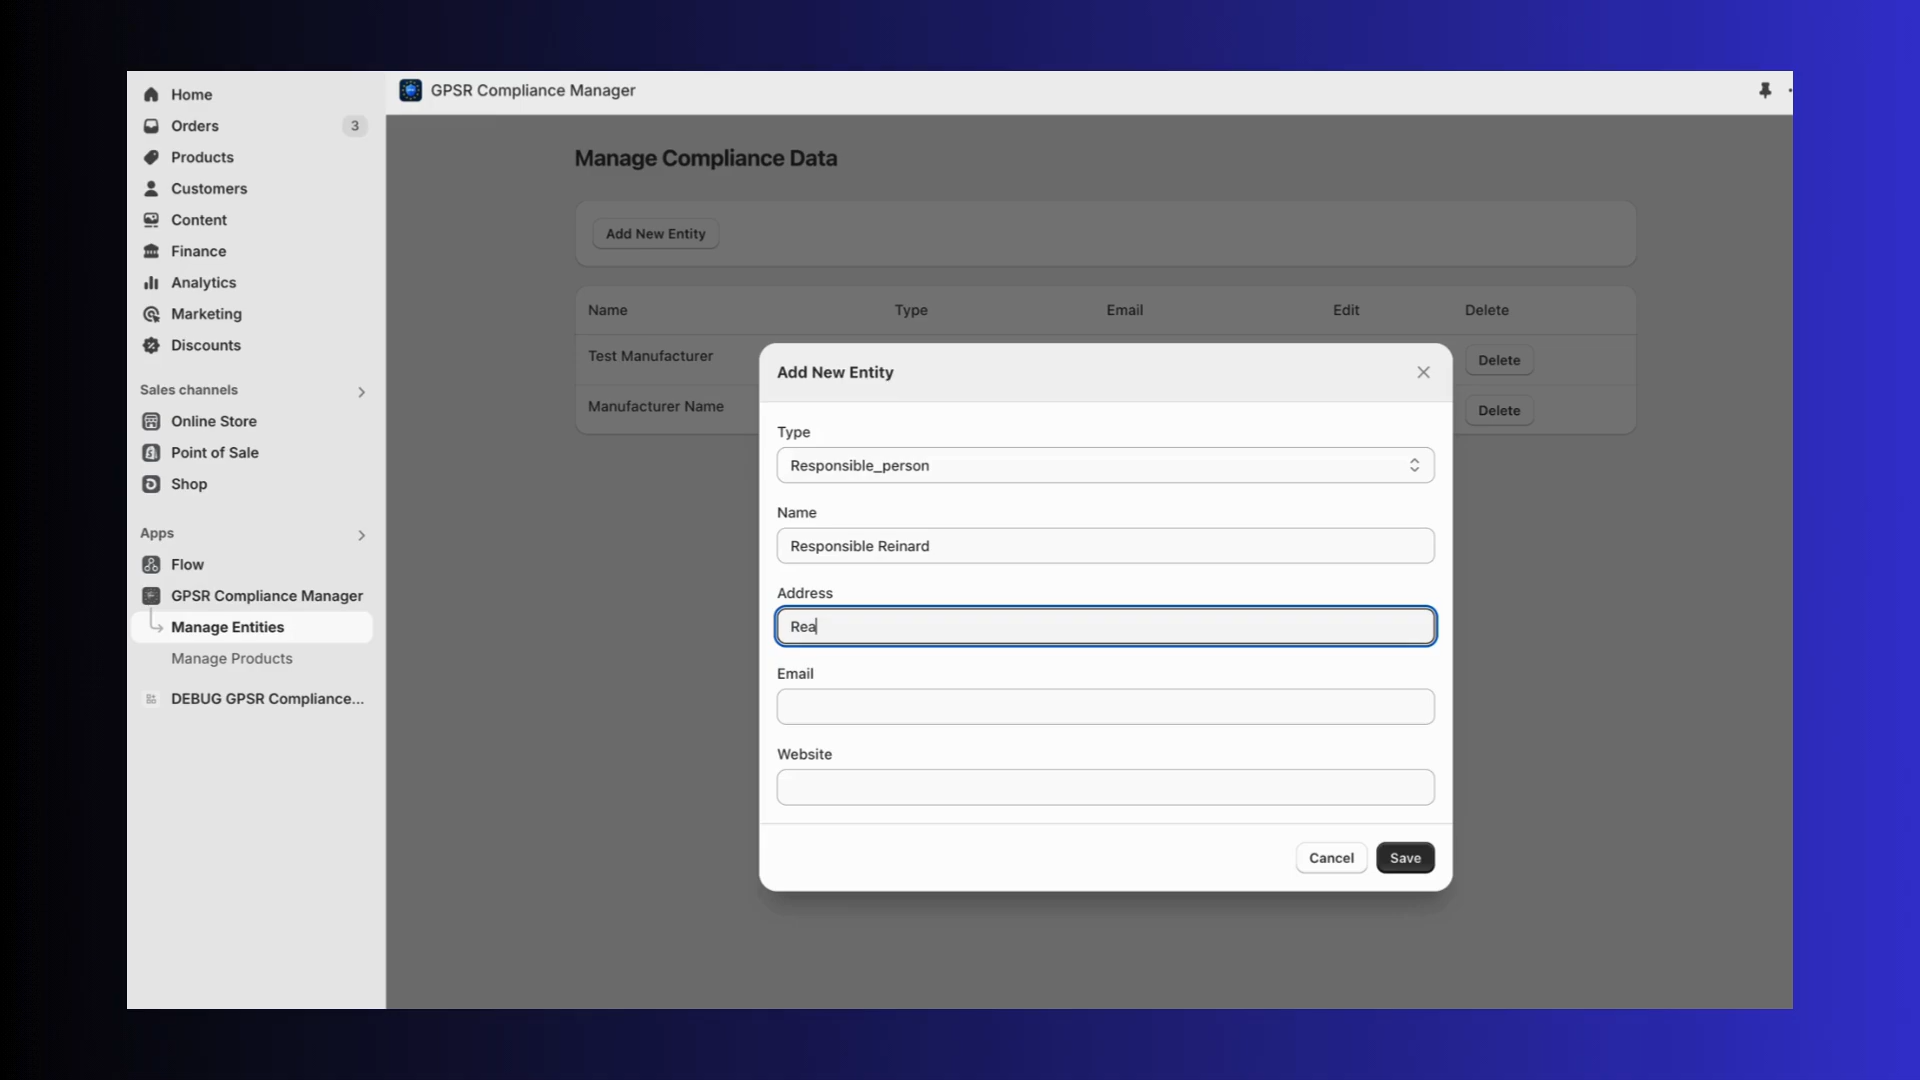 Home
Orders 3
Products
Customers
Content
Finance
Analytics
Marketing
Discounts
Sales channels
Online Store
Point of Sale
Shop
Apps
Flow
GPSR Compliance Manager
Manage Entities
Manage Products
DEBUG GPSR Compliance...
GPSR Compliance Manager
Manage Compliance Data
Add New Entity
Name Type Email Edit Delete
Test Manufacturer Delete
Manufacturer Name Delete
Add New Entity
Type
Responsible_person
Name
Responsible Reinard
Address
Rea
Email
Website
Cancel Save